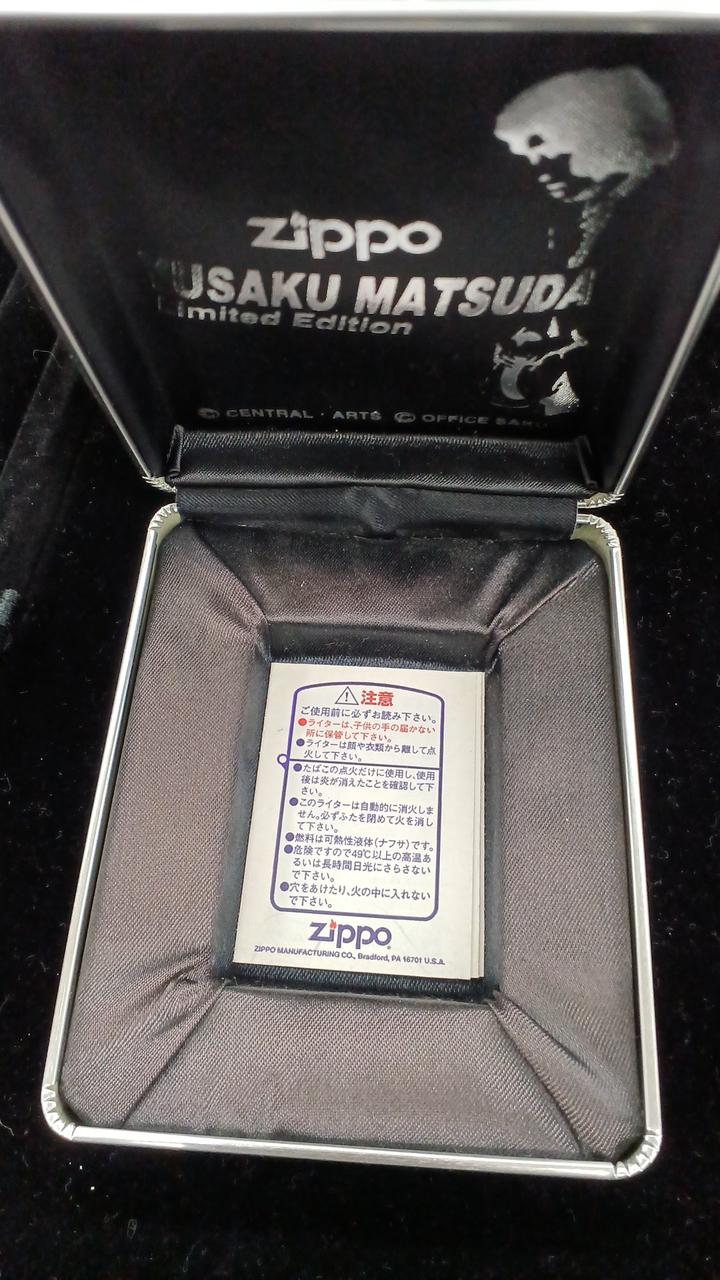 zippo
YUSAKU MATSUDA
Limited Edition
© CENTRAL · ARTS © OFFICE
⚠注意
ご使用前に必ずお読み下さい。
●ライターは、子供の手の届かない
所に保管して下さい。
●ライターは顔や衣類から離して点
火して下さい。
●たばこの点火だけに使用し、使用
後は炎が消えたことを確認して下
さい。
●このライターは自動的に消火しま
せん。必ずふたを閉めて火を消し
て下さい。
●燃料は可熱性液体(ナフサ)です。
●危険ですので49℃以上の高温あ
るいは長時間日光にさらさない
で下さい。
●穴をあけたり、火の中に入れない
で下さい。
zippo
ZIPPO MANUFACTURING CO., Bradford, PA 16701 U.S.A.